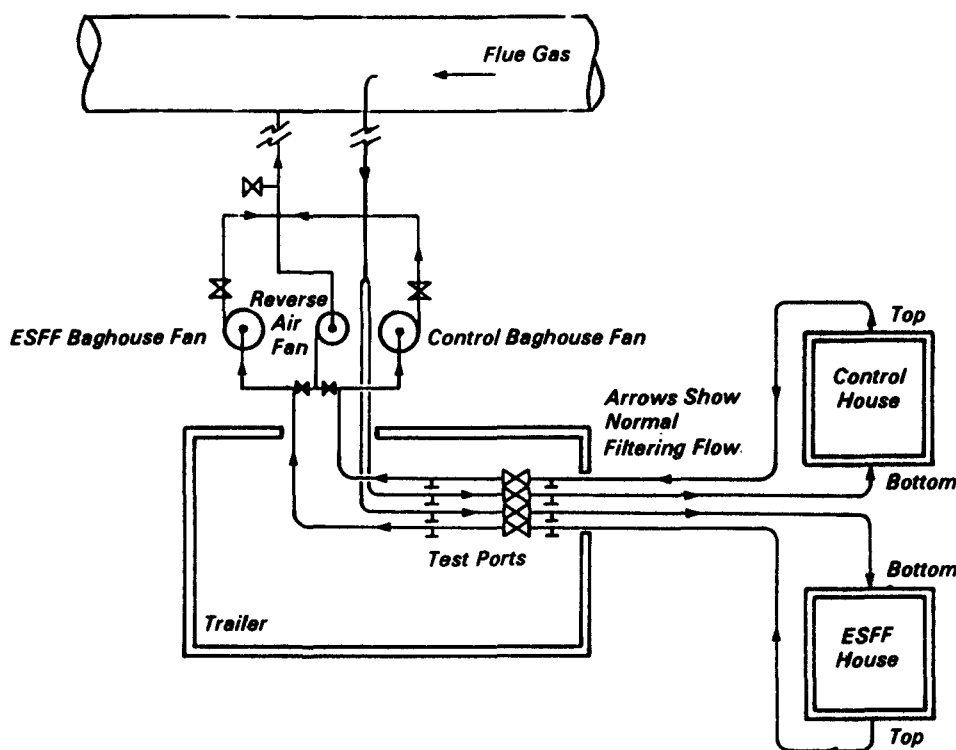 Flue Gas
Reverse
Air
Fan
ESFF Baghouse Fan
Control Baghouse Fan
Top
Control
House
Arrows Show
Normal
Filtering Flow.
Bottom
Test Ports
Bottom
Trailer
ESFF
House
Top